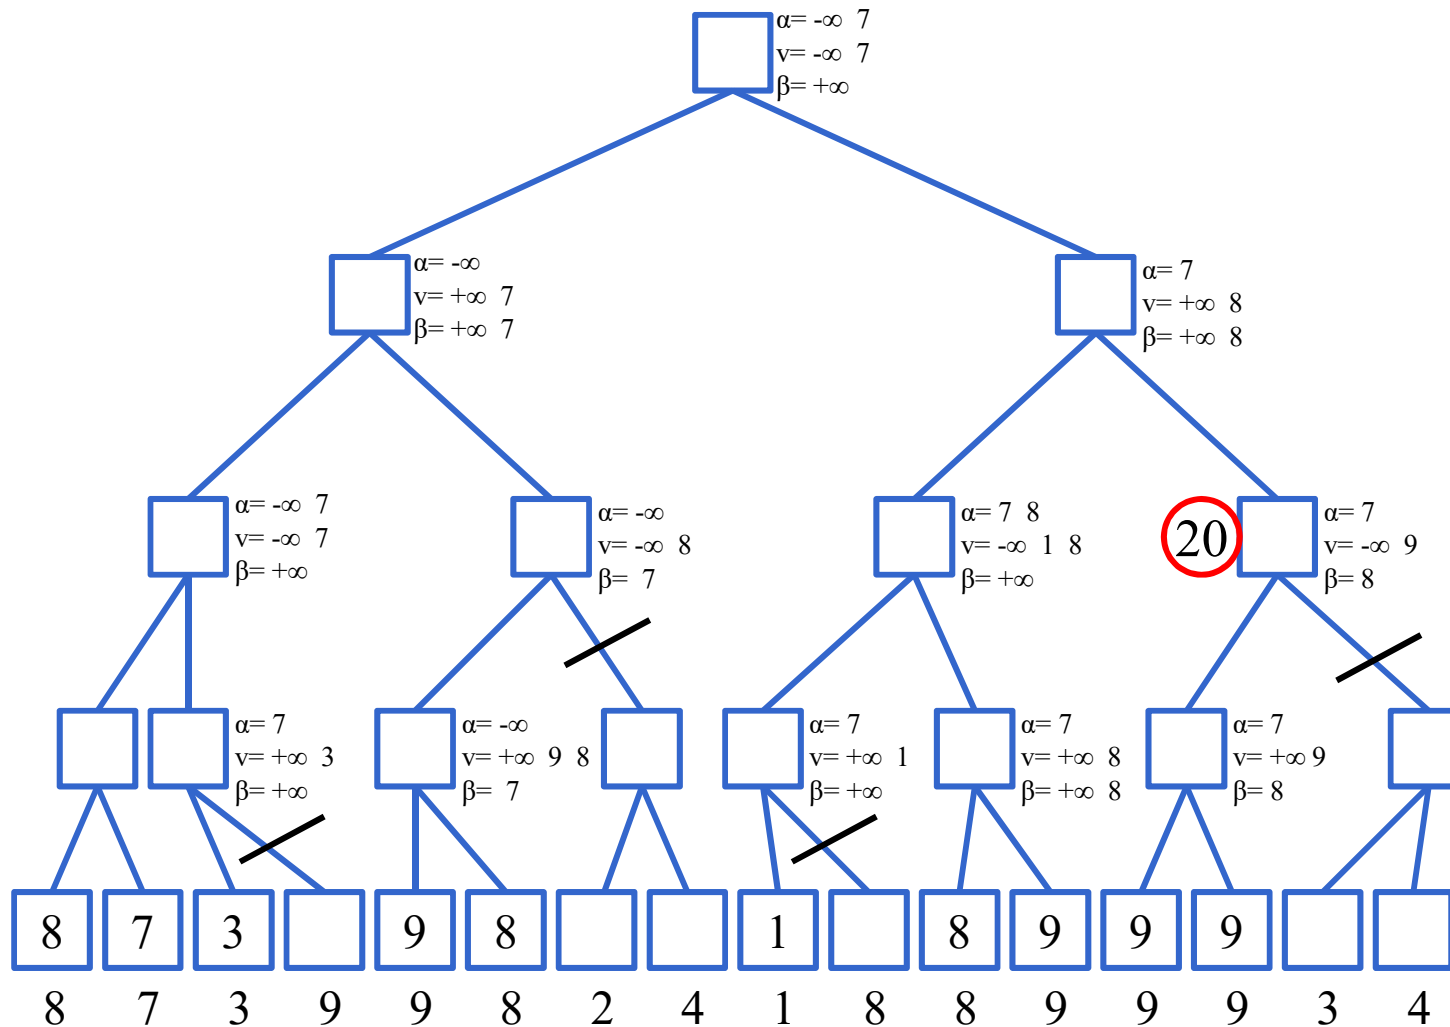 α= -∞ 7
v= -∞ 7
β= +∞
α= -∞
v= +∞ 7
β= +∞ 7
α= 7
v= +∞ 8
β= +∞ 8
α= -∞ 7
v= -∞ 7
β= +∞
α= -∞
v= -∞ 8
β= 7
α= 7 8
v= -∞ 1 8
β= +∞
20
α= 7
v= -∞ 9
β= 8
α= 7
v= +∞ 3
β= +∞
α= -∞
v= +∞ 9 8
β= 7
α= 7
v= +∞ 1
β= +∞
α= 7
v= +∞ 8
β= +∞ 8
α= 7
v= +∞ 9
β= 8
8 7 3 9 8 1 8 9 9 9
8 7 3 9 9 8 2 4 1 8 8 9 9 9 3 4